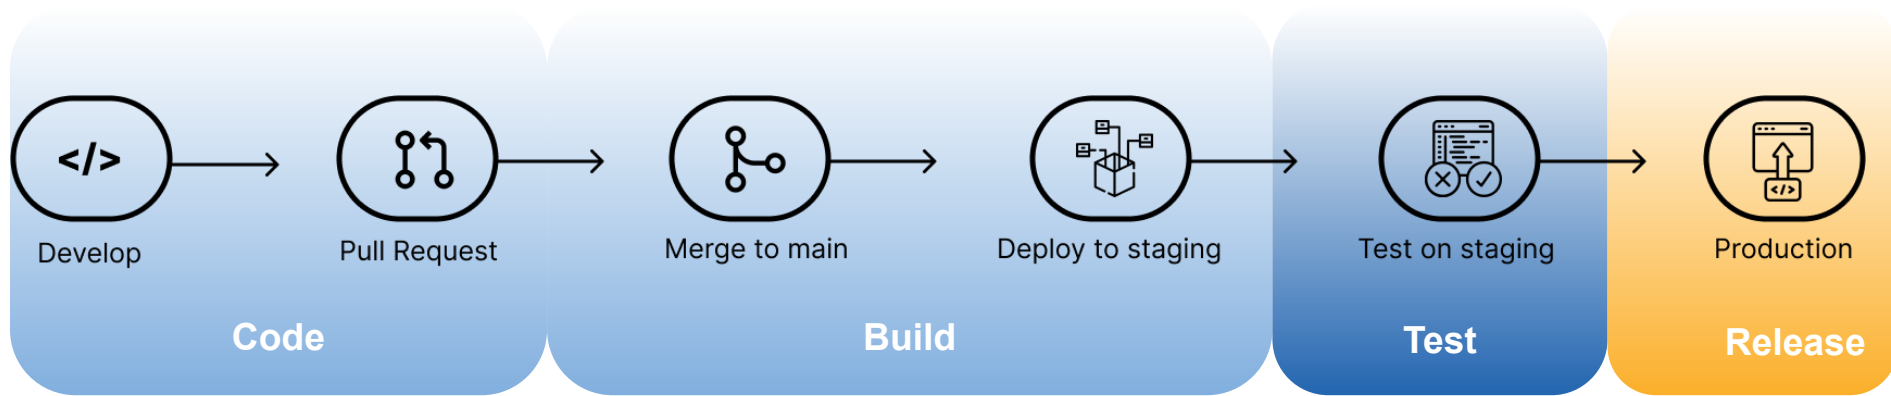 </>
Develop
Pull Request
Merge to main
Deploy to staging
Test on staging
</>
Production
Code
Build
Test
Release